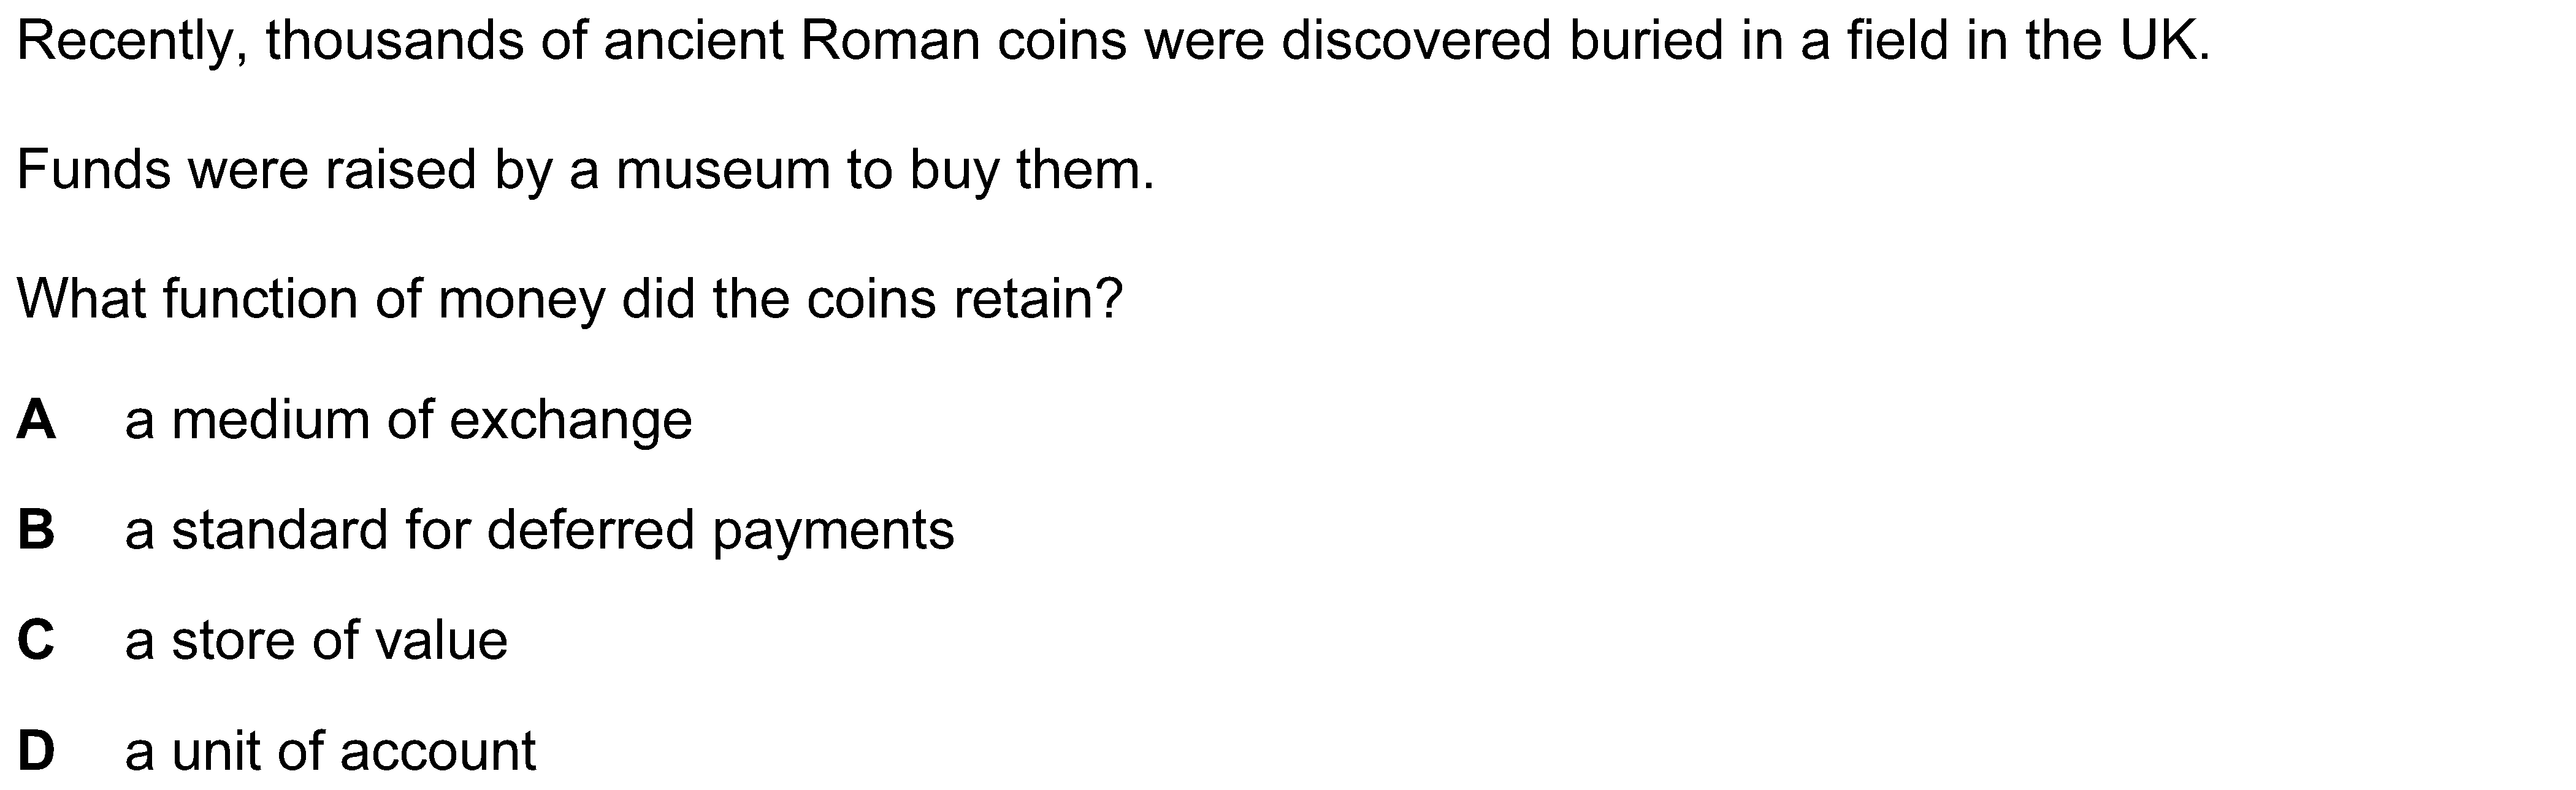 Recently, thousands of ancient Roman coins were discovered buried in a field in the UK.
Funds were raised by a museum to buy them.
What function of money did the coins retain?
A a medium of exchange
B a standard for deferred payments
C a store of value
D a unit of account